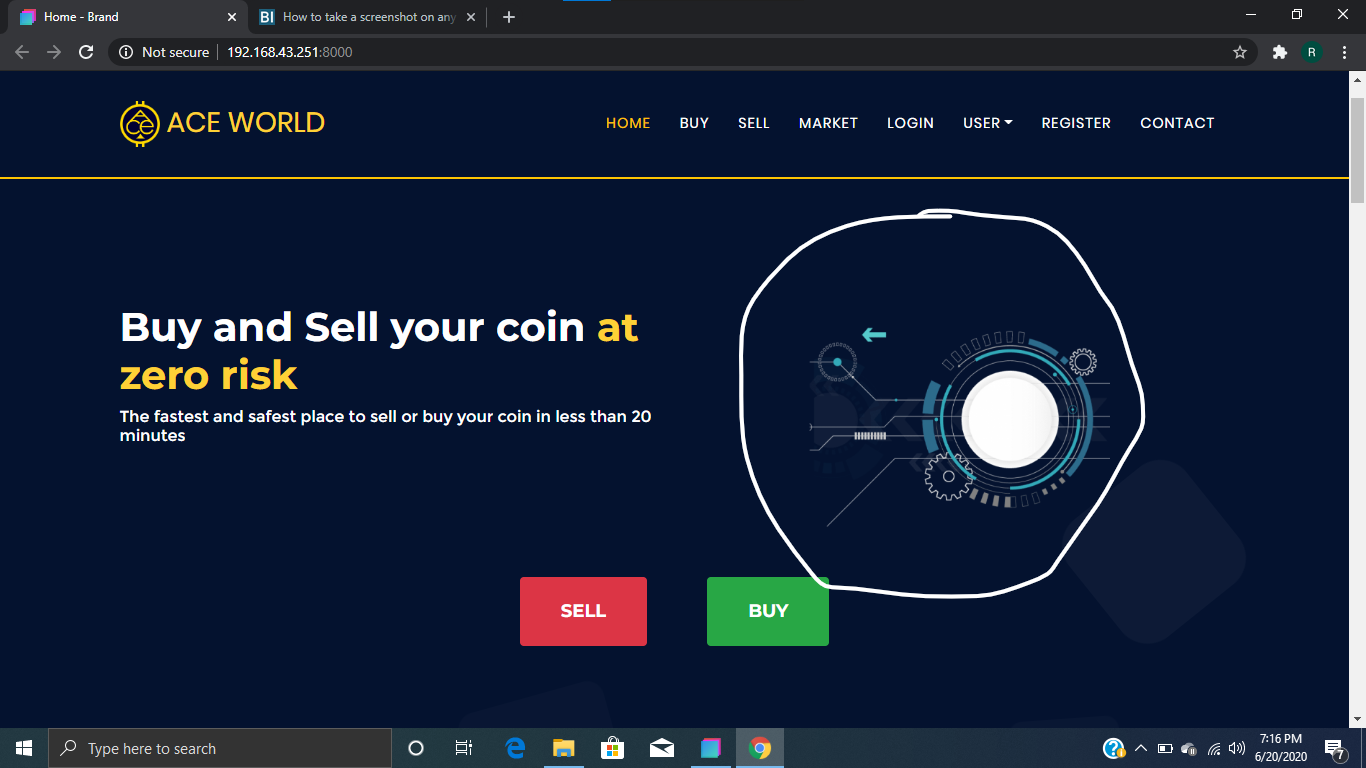 Home - Brand
BI How to take a screenshot on any
Not secure 192.168.43.251:8000
R
ACE WORLD
HOME BUY SELL MARKET LOGIN USER REGISTER CONTACT
Buy and Sell your coin at
zero risk
The fastest and safest place to sell or buy your coin in less than 20
minutes
SELL BUY
Type here to search
7:16 PM
6/20/2020
7